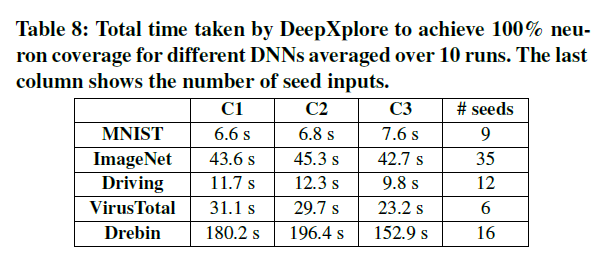 Table 8: Total time taken by DeepXplore to achieve 100% neu-
ron coverage for different DNNs averaged over 10 runs. The last
column shows the number of seed inputs.
C1 C2 C3 # seeds
MNIST 6.6 s 6.8 s 7.6 s 9
ImageNet 43.6 s 45.3 s 42.7 s 35
Driving 11.7 s 12.3 s 9.8 s 12
VirusTotal 31.1 s 29.7 s 23.2 s 6
Drebin 180.2 s 196.4 s 152.9 s 16